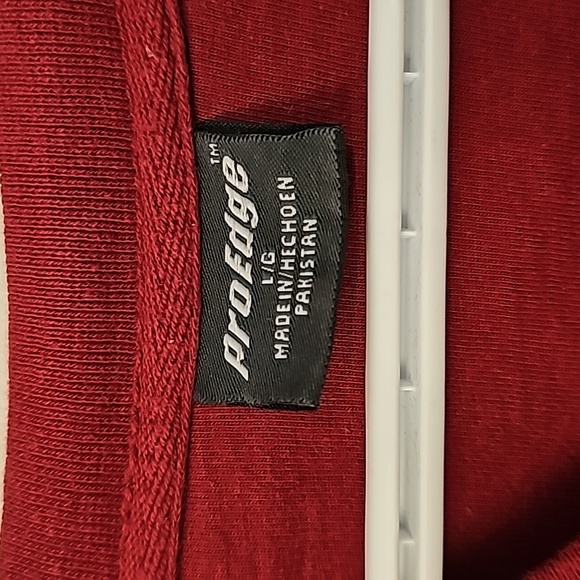 ProEdge™
L/G
MADE IN/HECHO EN
PAKISTAN